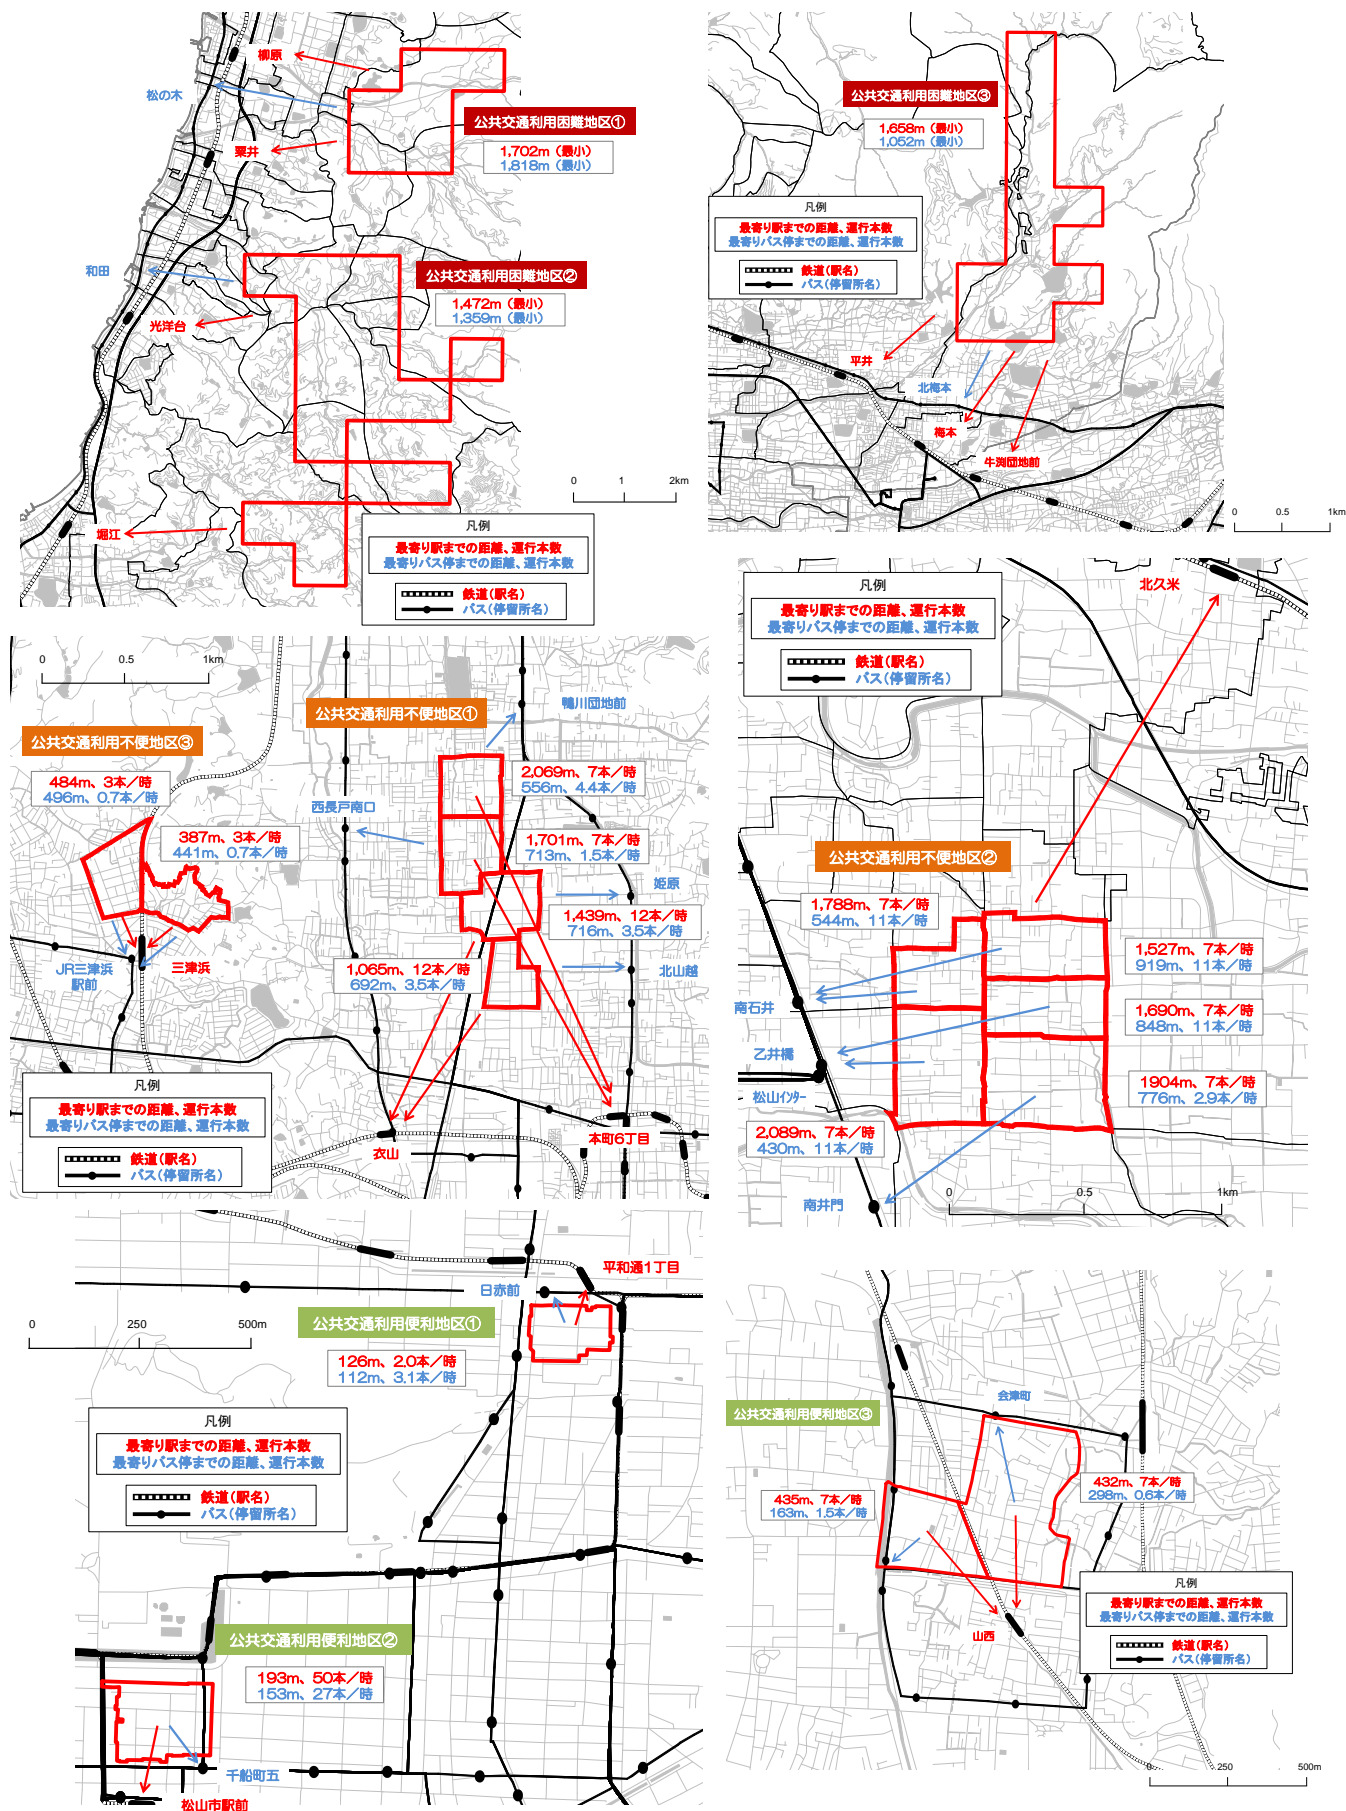 柳原
松の木
公共交通利用困難地区①
粟井
1,702m（最小）
1,818m（最小）
和田
公共交通利用困難地区②
1,472m（最小）
1,359m（最小）
光洋台
堀江
0 1 2km
凡例
最寄り駅までの距離、運行本数
最寄りバス停までの距離、運行本数
鉄道（駅名）
バス（停留所名）
公共交通利用困難地区③
1,658m（最小）
1,052m（最小）
凡例
最寄り駅までの距離、運行本数
最寄りバス停までの距離、運行本数
鉄道（駅名）
バス（停留所名）
平井
北梅本
梅本
牛渕団地前
0 0.5 1km
0 0.5 1km
公共交通利用不便地区①
鴨川団地前
公共交通利用不便地区③
484m、3本／時
496m、0.7本／時
2,069m、7本／時
556m、4.4本／時
西長戸南口
387m、3本／時
441m、0.7本／時
1,701m、7本／時
713m、1.5本／時
姫原
1,439m、12本／時
716m、3.5本／時
JR三津浜
駅前
三津浜
1,065m、12本／時
692m、3.5本／時
北山越
凡例
最寄り駅までの距離、運行本数
最寄りバス停までの距離、運行本数
鉄道（駅名）
バス（停留所名）
衣山
本町6丁目
凡例
最寄り駅までの距離、運行本数
最寄りバス停までの距離、運行本数
鉄道（駅名）
バス（停留所名）
北久米
公共交通利用不便地区②
1,788m、7本／時
544m、11本／時
1,527m、7本／時
919m、11本／時
南石井
1,690m、7本／時
848m、11本／時
乙井橋
松山インター
1904m、7本／時
776m、2.9本／時
2,089m、7本／時
430m、11本／時
南井門
0 0.5 1km
平和通1丁目
日赤前
0 250 500m
公共交通利用便利地区①
126m、2.0本／時
112m、3.1本／時
凡例
最寄り駅までの距離、運行本数
最寄りバス停までの距離、運行本数
鉄道（駅名）
バス（停留所名）
公共交通利用便利地区②
193m、50本／時
153m、27本／時
千船町五
松山市駅前
会津町
公共交通利用便利地区③
432m、7本／時
298m、0.6本／時
435m、7本／時
163m、1.5本／時
凡例
最寄り駅までの距離、運行本数
最寄りバス停までの距離、運行本数
鉄道（駅名）
バス（停留所名）
山西
0 250 500m